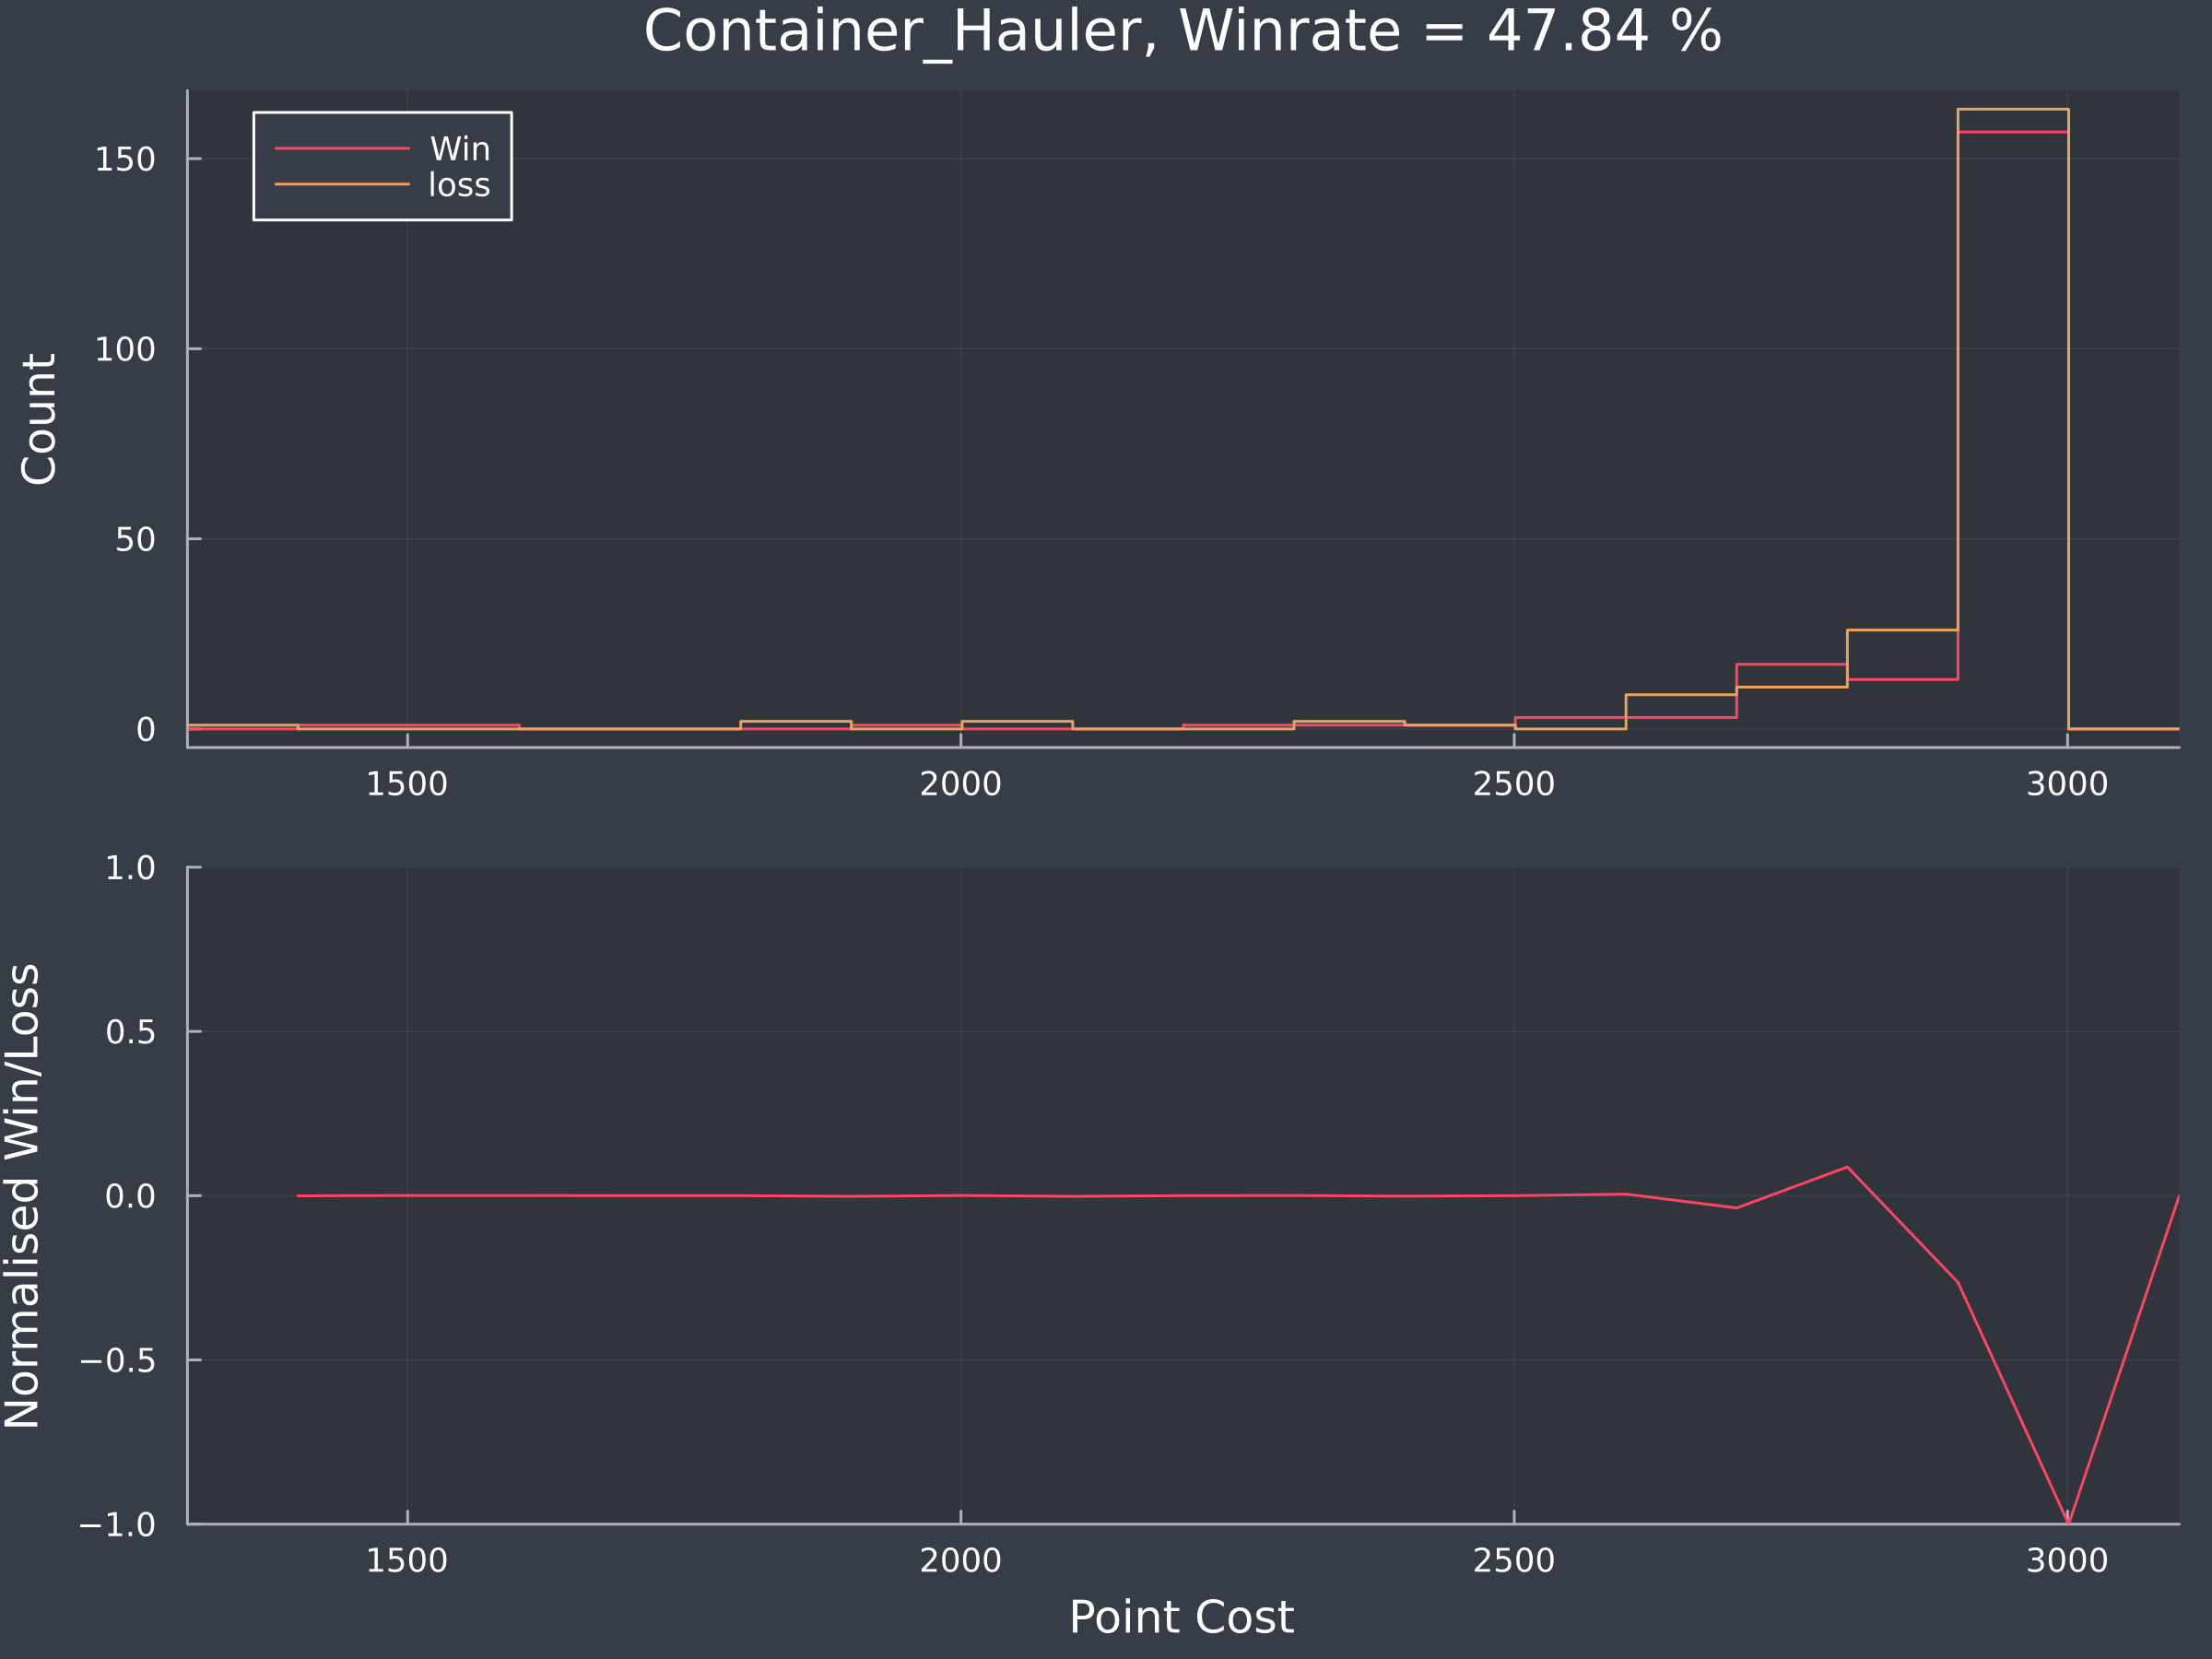 Container_Hauler, Winrate = 47.84 %
Win
loss
Count
150
100
50
0
1500 2000 2500 3000
Normalised Win/Loss
1.0
0.5
0.0
−0.5
−1.0
1500 2000 2500 3000
Point Cost